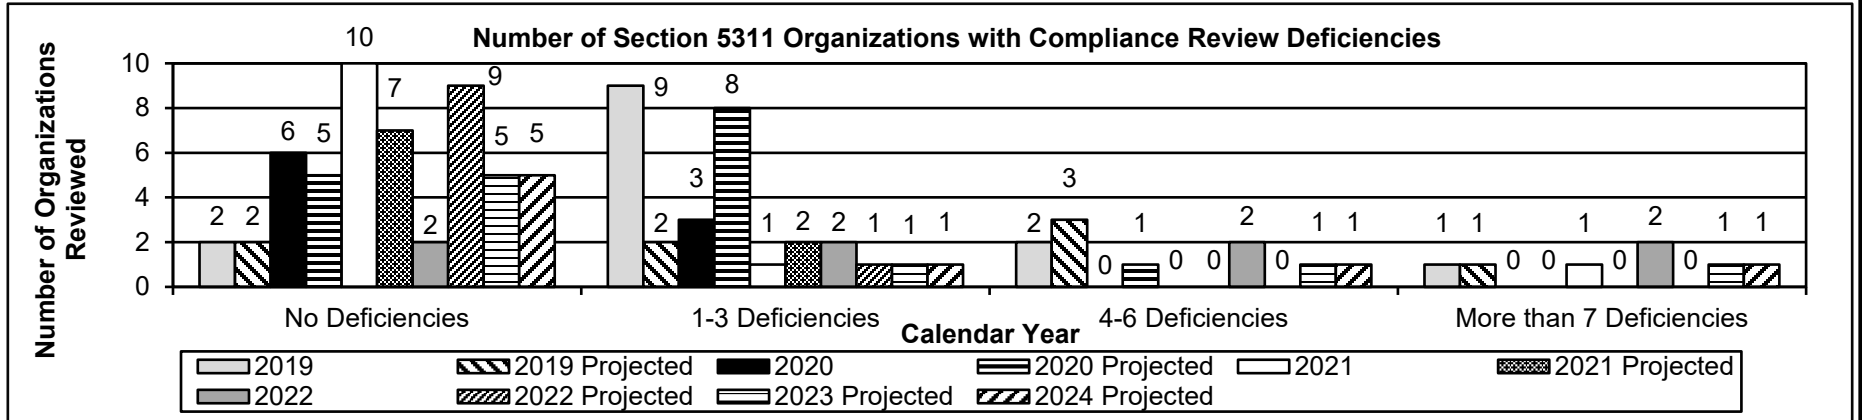 Number of Section 5311 Organizations with Compliance Review Deficiencies
Number of Organizations
Reviewed
10
8
6
4
2
0
2 2 6 5 10 7 2 9 5 5
9 2 3 8 1 2 2 1 1 1
2 3 0 1 0 0 2 0 1 1
1 1 0 0 1 0 2 0 1 1
No Deficiencies 1-3 Deficiencies 4-6 Deficiencies More than 7 Deficiencies
Calendar Year
2019 2019 Projected 2020 2020 Projected 2021 2021 Projected
2022 2022 Projected 2023 Projected 2024 Projected